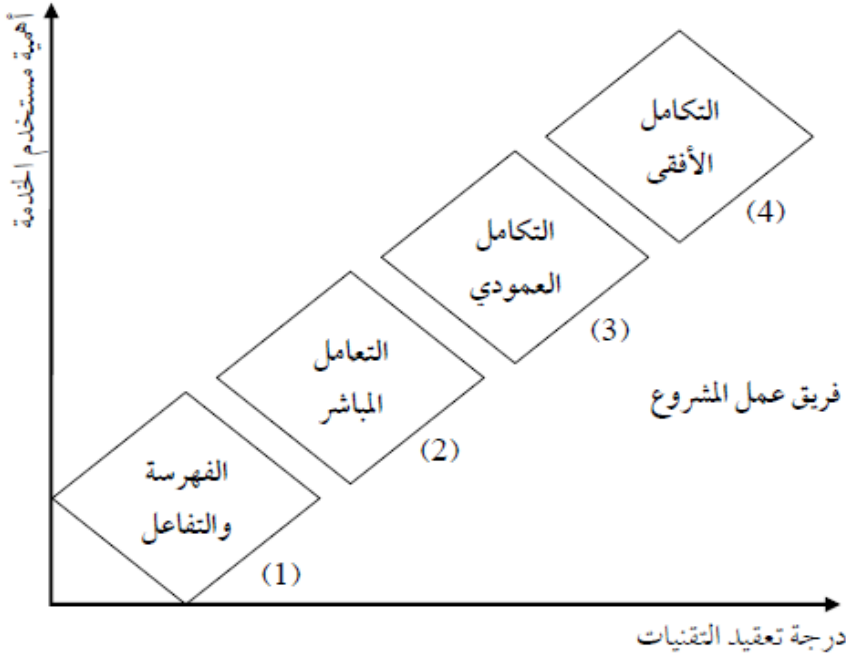 أهمية مستخدم الخدمة
التكامل
الأفقى
(4)
التكامل
العمودي
(3)
التعامل
المباشر
(2)
فريق عمل المشروع
الفهرسة
والتفاعل
(1)
درجة تعقيد التقنيات